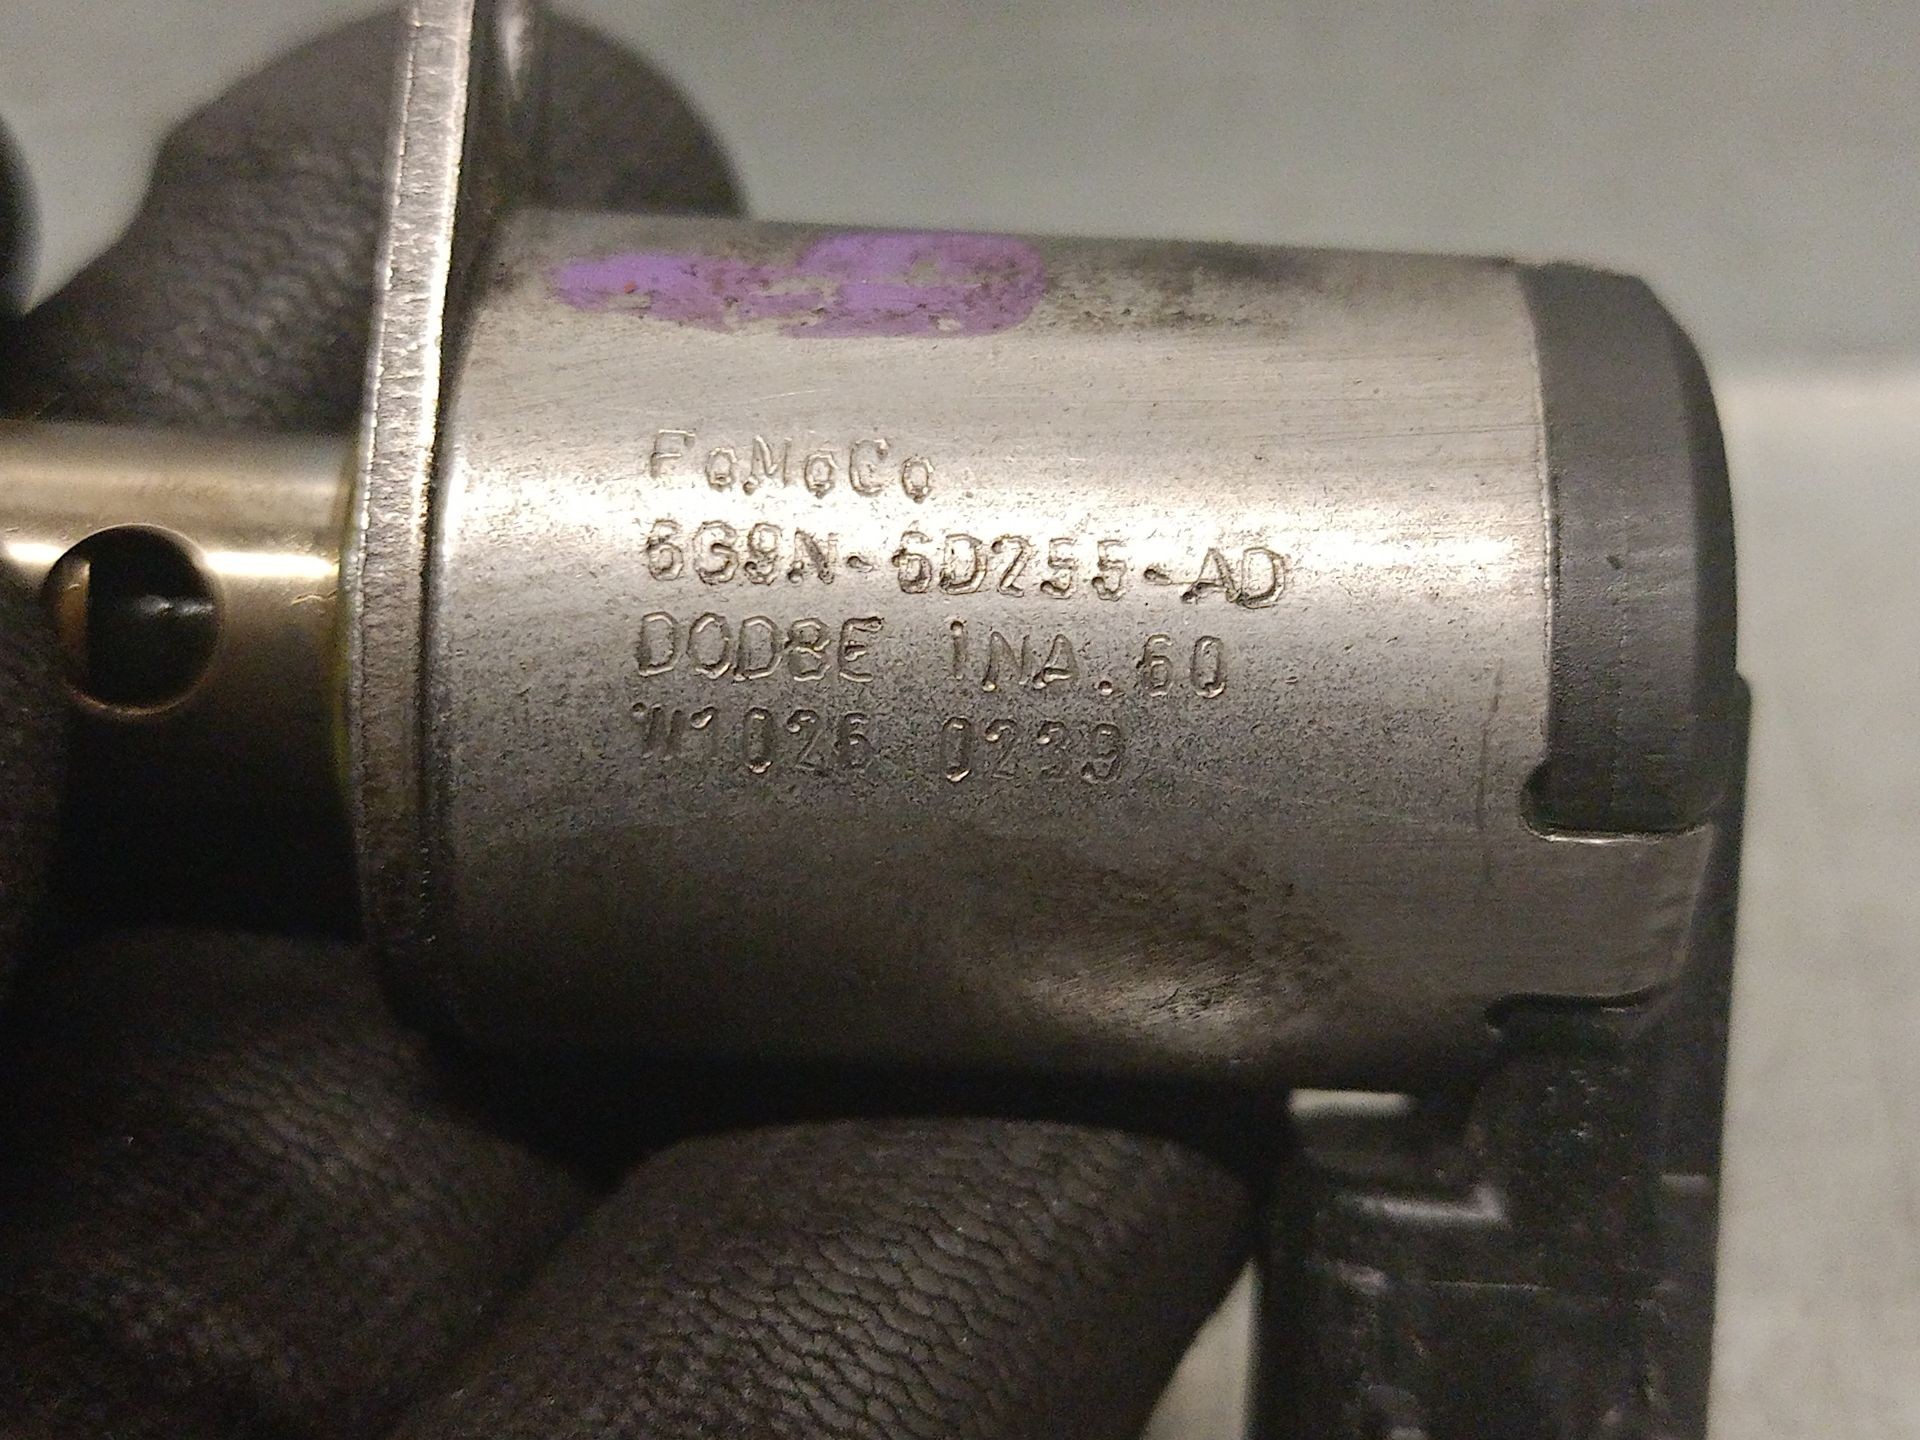 FoMoCo
6G9N-6D255-AD
DOD8E INA.60
W1026 0239